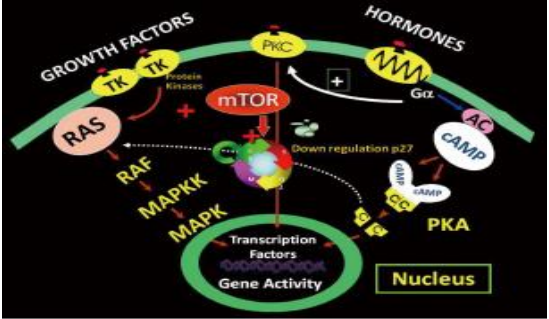 GROWTH FACTORS
HORMONES
TK
TK
PKC
Protein
Kinases
+
mTOR
+
+
Gα
AC
cAMP
RAS
Down regulation p27
RAF
MAPKK
MAPK
cAMP
cAMP
C C
C C
PKA
Transcription
Factors
Gene Activity
Nucleus